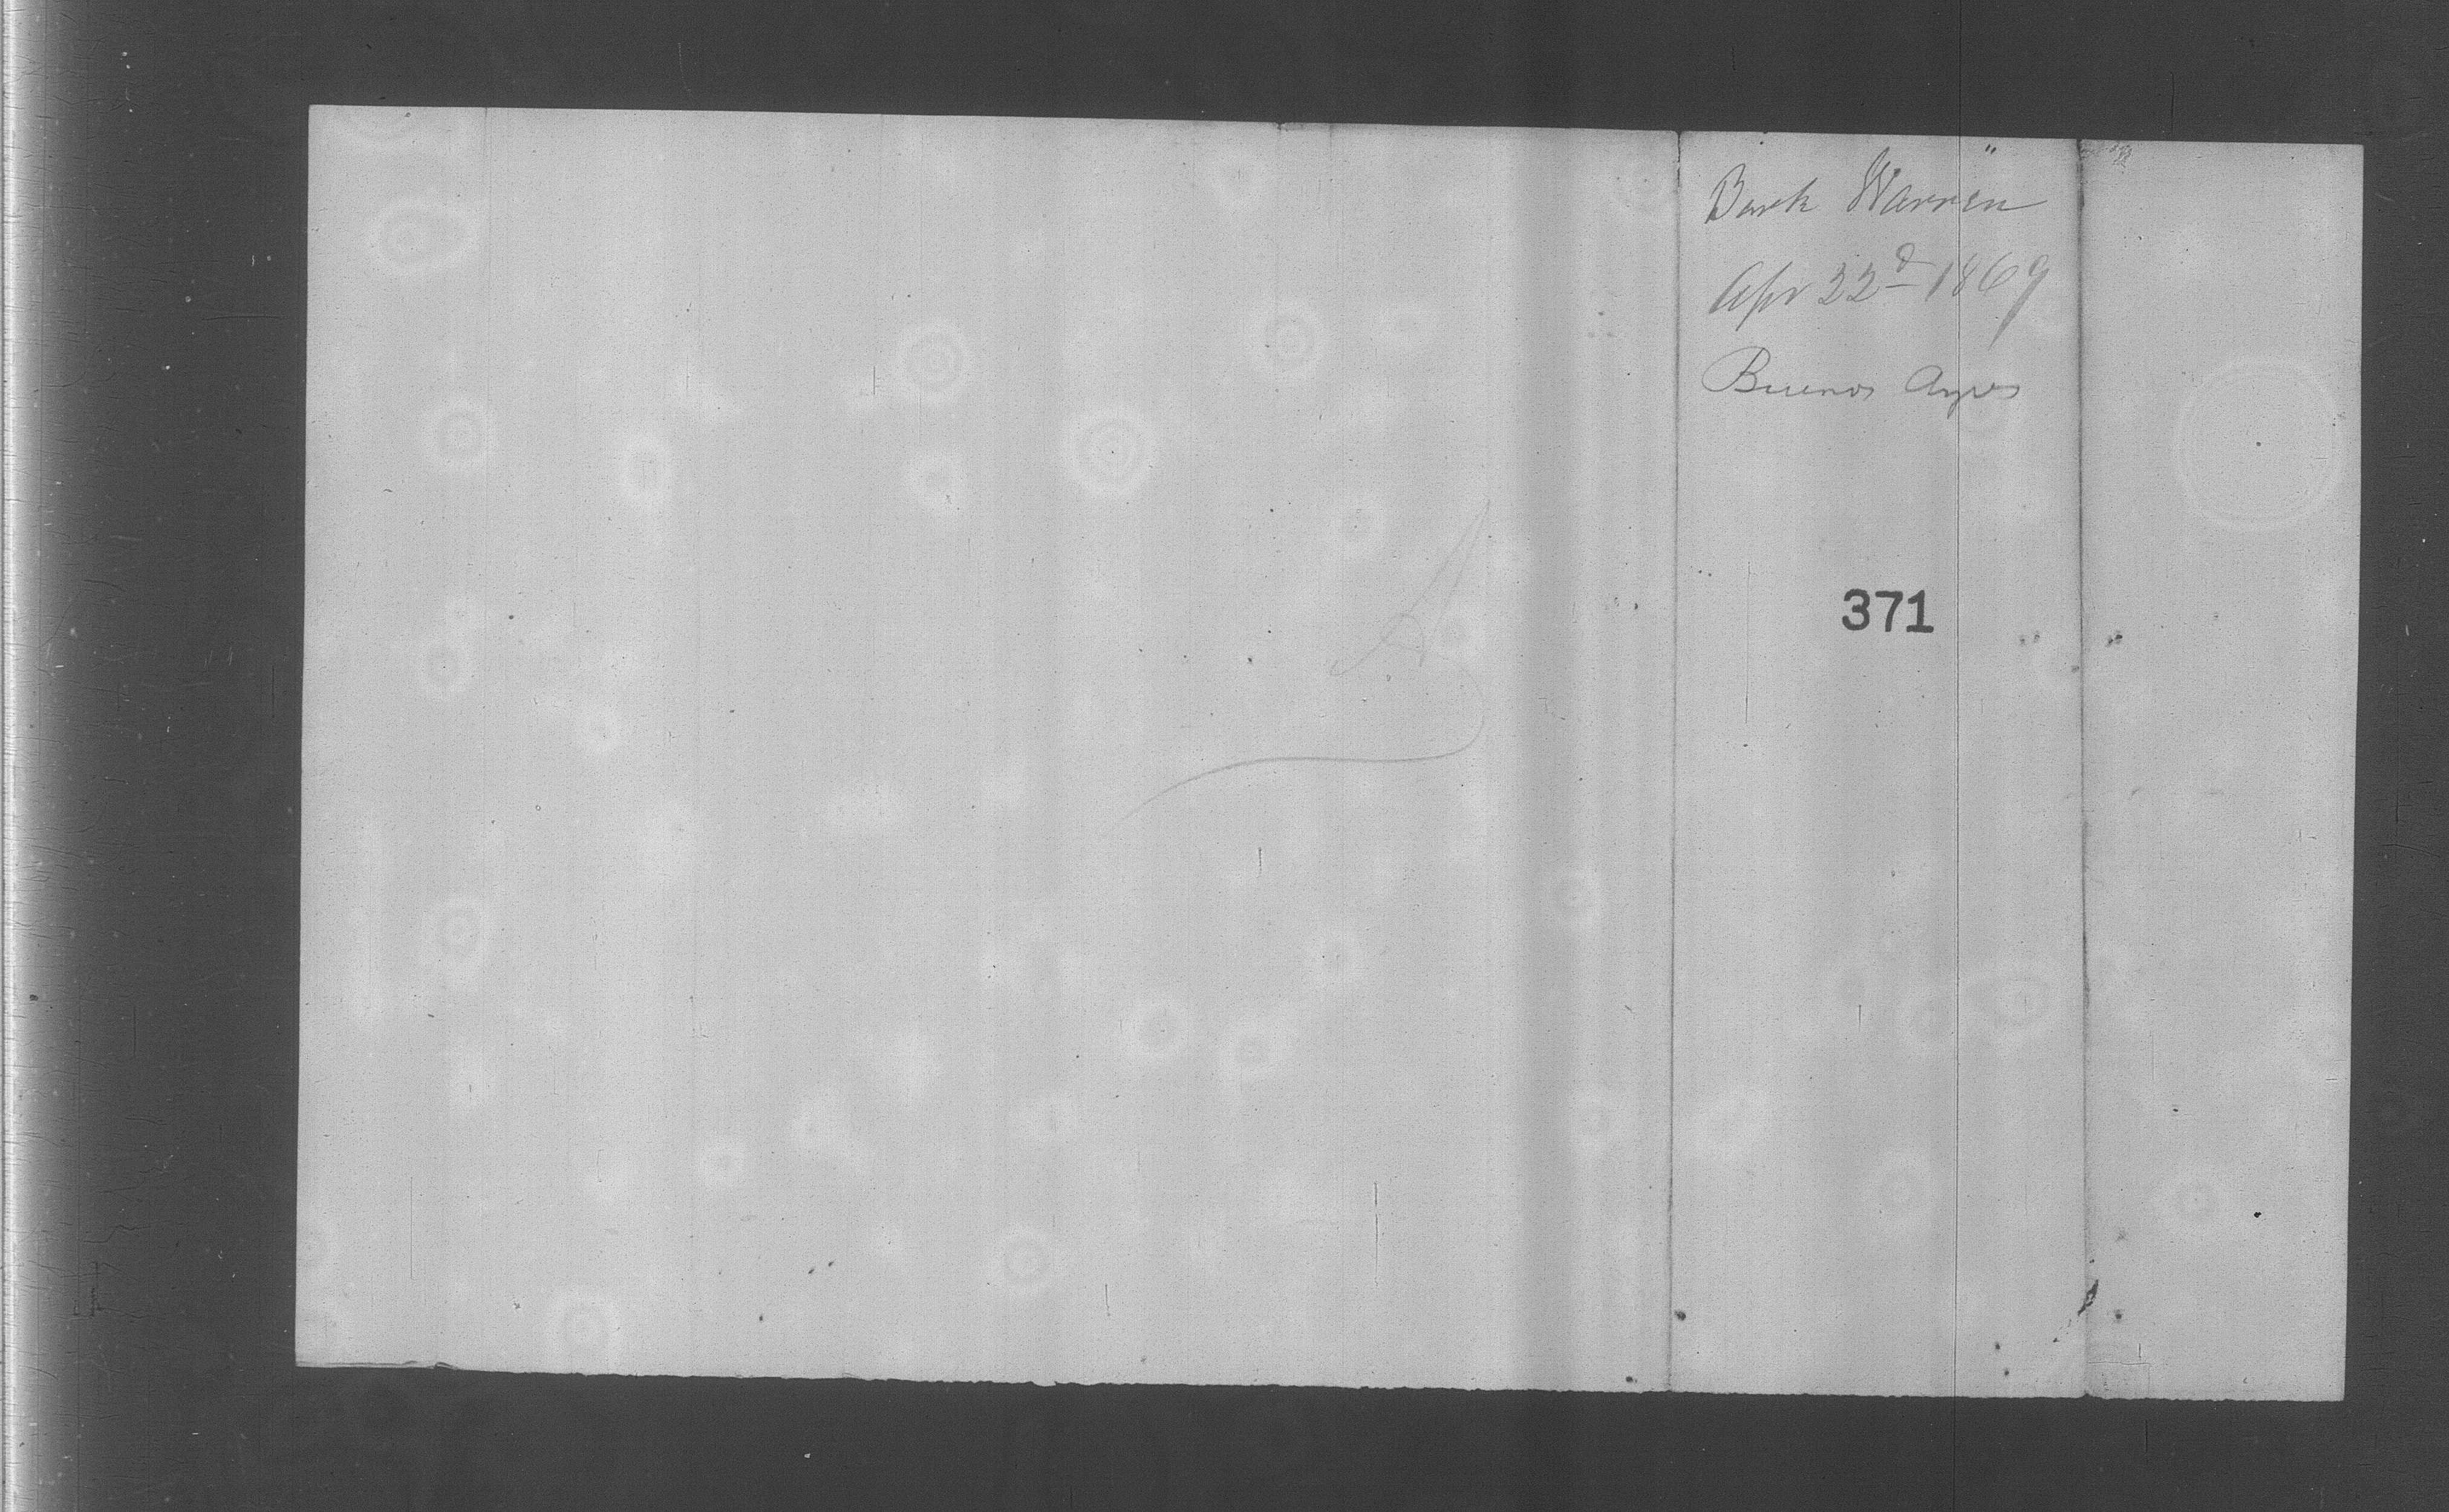 Bark Warren
Apr 22d 1869
Buenos Ayres
371